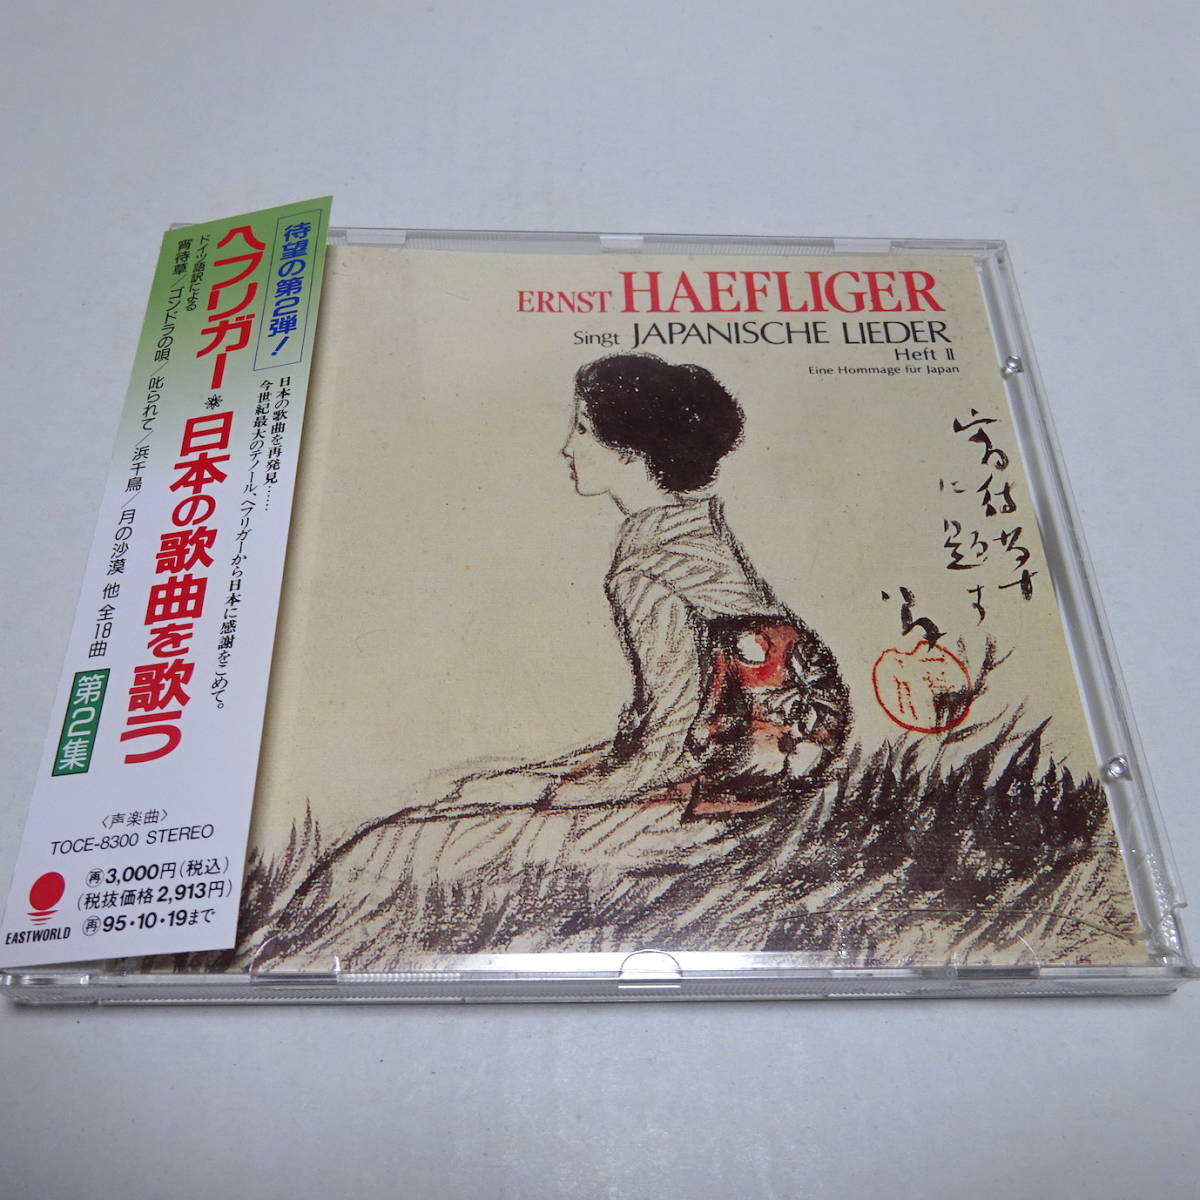 待望の第2弾!
日本の歌曲を再発見……
今世紀最大のテノール、ヘフリガーから日本に感謝をこめて。
ヘフリガー 日本の歌曲を歌う
ドイツ語訳による
宵待草/ゴンドラの唄/叱られて/浜千鳥/月の沙漠 他 全18曲
第2集
〈声楽曲〉
TOCE-8300 STEREO
再 3,000円(税込)
(税抜価格2,913円)
再 95・10・19まで
EASTWORLD
ERNST HAEFLIGER
Singt JAPANISCHE LIEDER
Heft II
Eine Hommage für Japan
宵待草
に題す